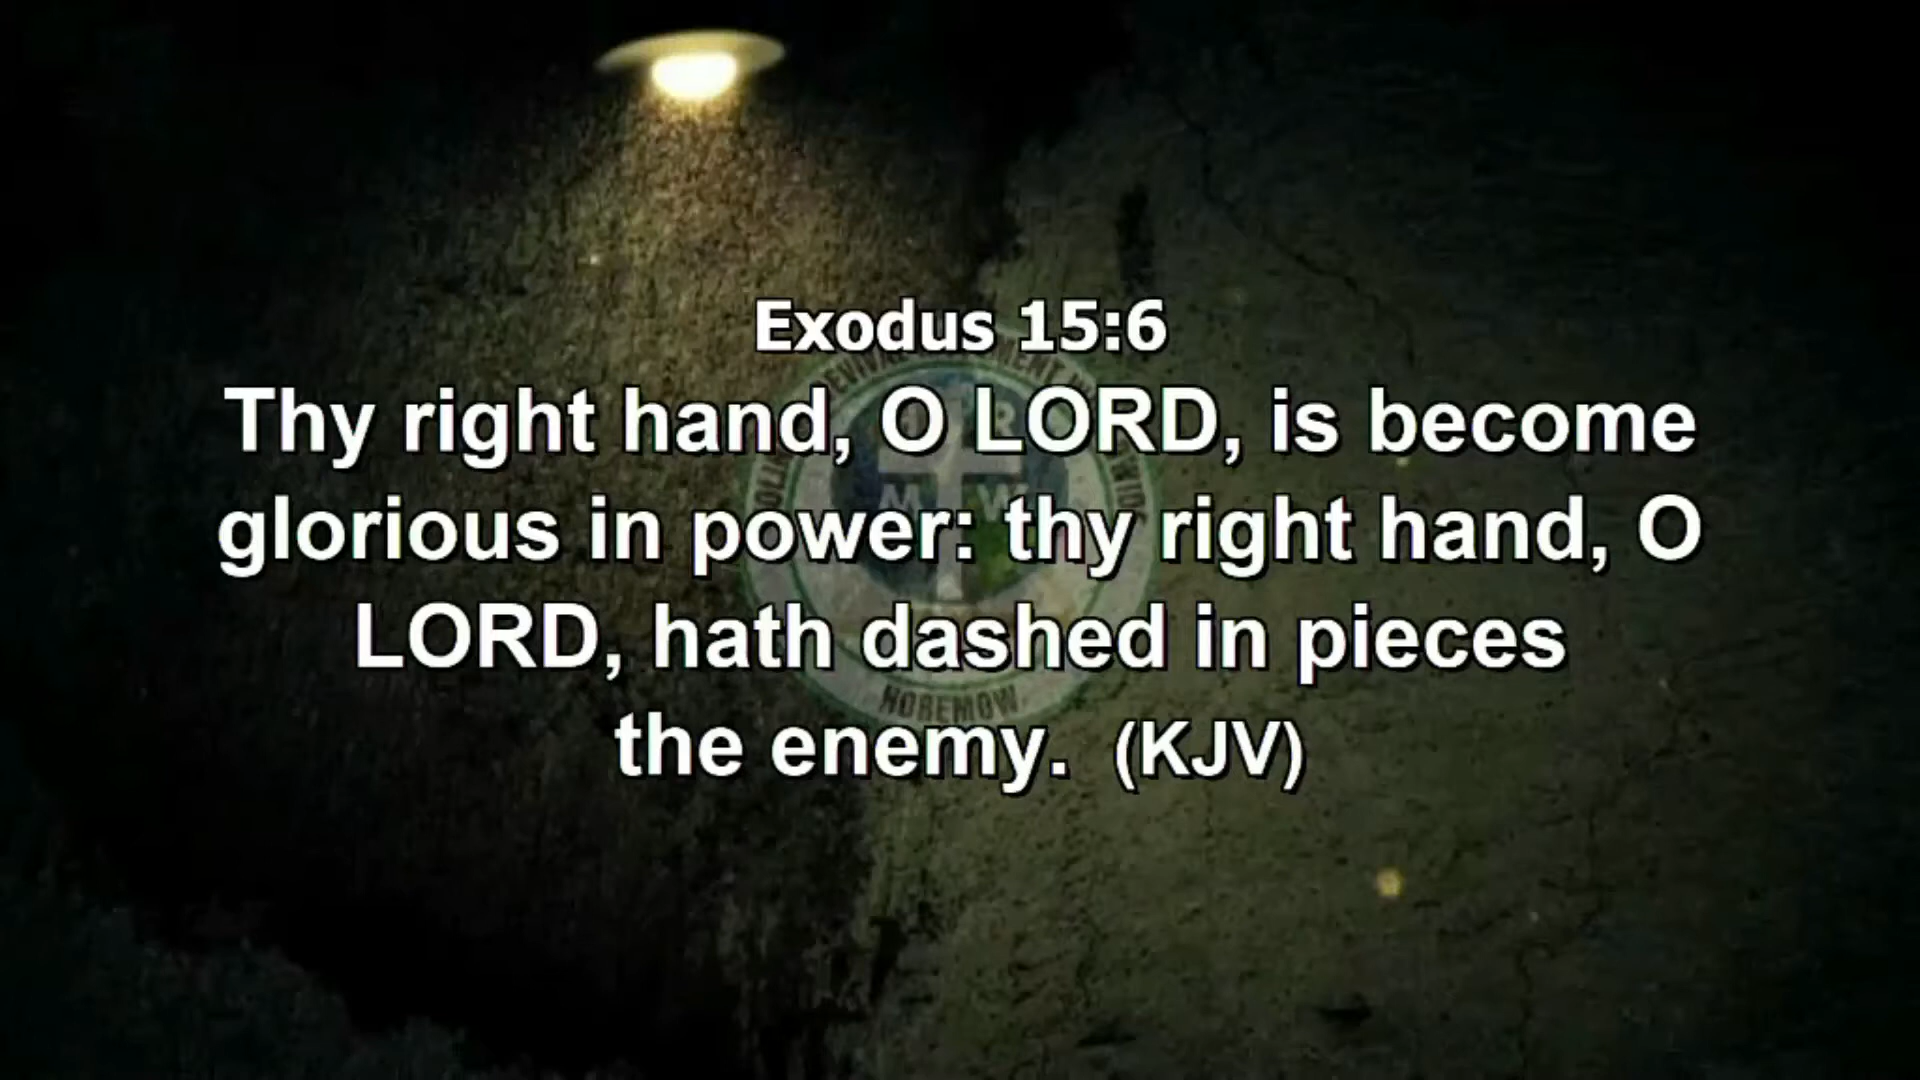 Exodus 15:6
Thy right hand, O LORD, is become
glorious in power: thy right hand, O
LORD, hath dashed in pieces
the enemy. (KJV)
HOREMOW